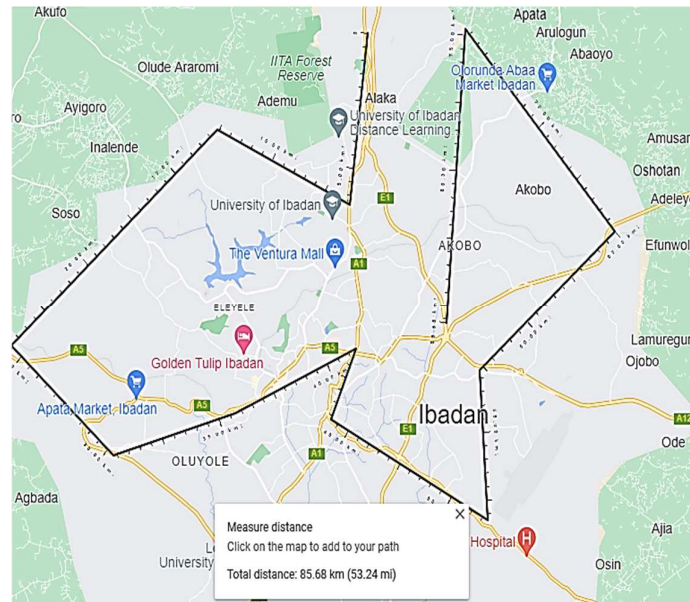 Akufo
Apata
Arulogun
Abaoyo
Olude Araromi
IITA Forest
Reserve
Olorunda Abaa
Market Ibadan
Ayigoro
Ademu
Alaka
University of Ibadan
Distance Learning
Inalende
Amusan
Oshotan
Soso
University of Ibadan
E1
Akobo
Adeley
The Ventura Mall
A1
AKOBO
Efunwol
ELEYELE
A5
A5
Golden Tulip Ibadan
Lamuregun
Ojobo
Apata Market, Ibadan
A5
Ibadan
A12
E1
OLUYOLE
A1
Ode
Agbada
Measure distance
Click on the map to add to your path
Total distance: 85.68 km (53.24 mi)
Hospital
Ajia
Osin